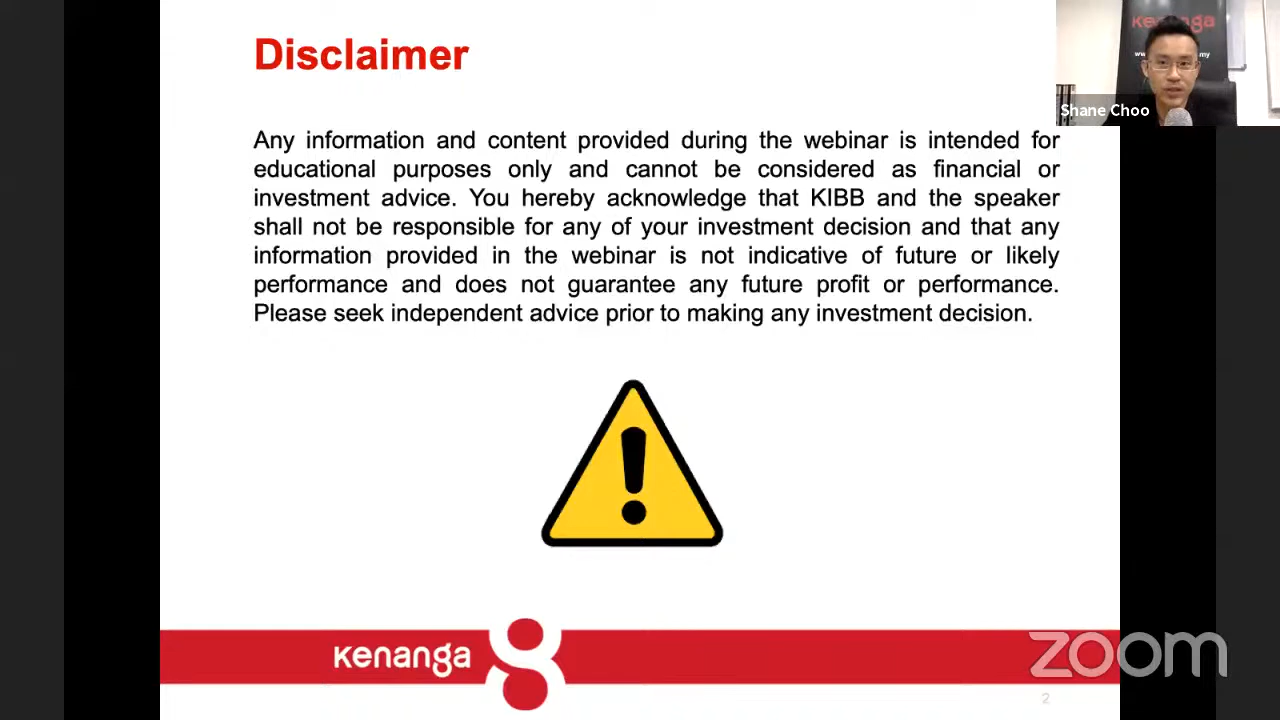 Disclaimer
Any information and content provided during the webinar is intended for
educational purposes only and cannot be considered as financial or
investment advice. You hereby acknowledge that KIBB and the speaker
shall not be responsible for any of your investment decision and that any
information provided in the webinar is not indicative of future or likely
performance and does not guarantee any future profit or performance.
Please seek independent advice prior to making any investment decision.
kenanga
Shane Choo
kenanga
zoom
2